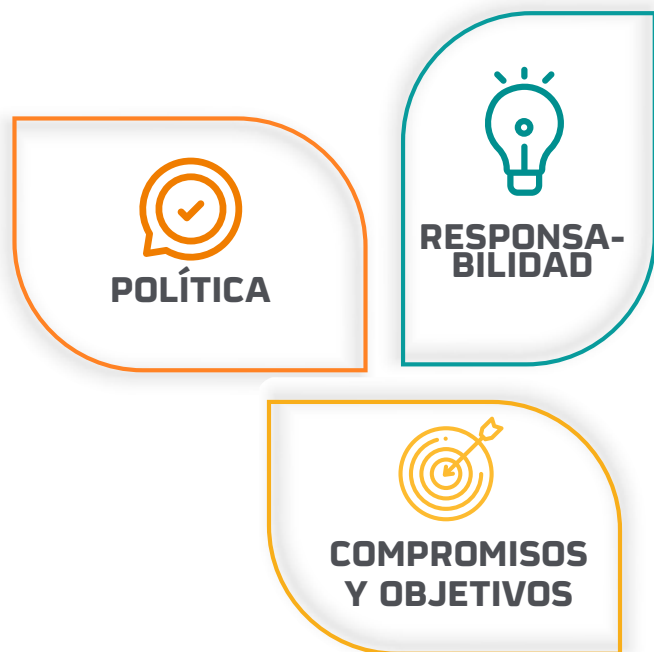 POLÍTICA
RESPONSA-
BILIDAD
COMPROMISOS
Y OBJETIVOS